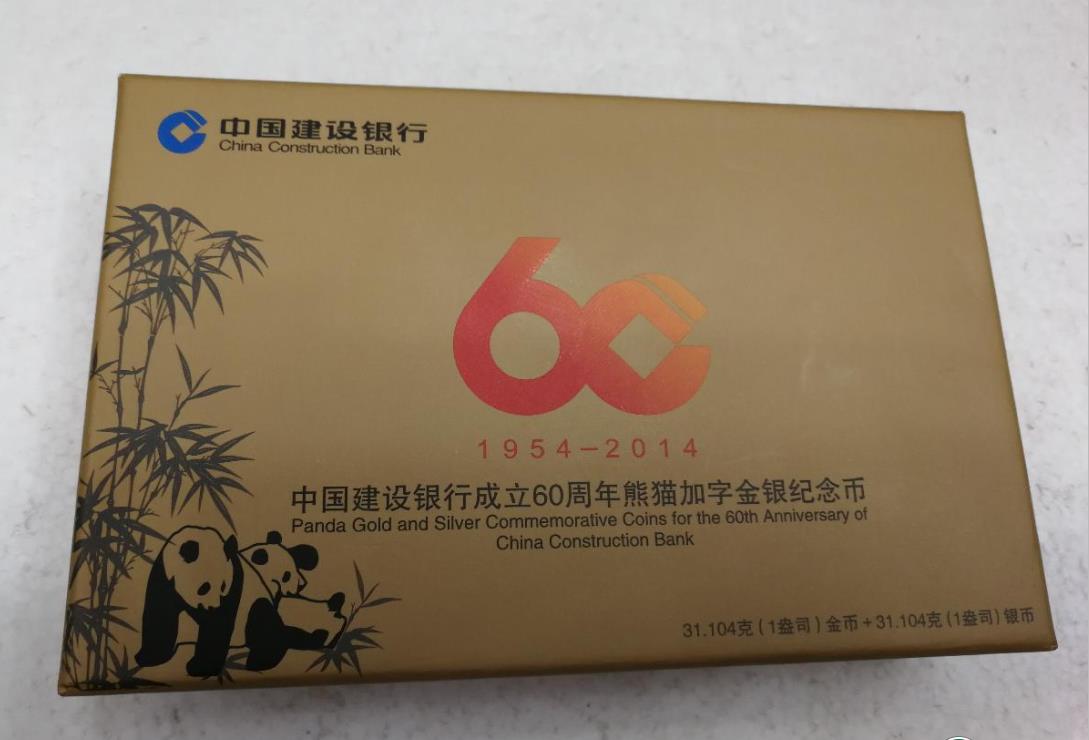 中国建设银行
China Construction Bank
60
1954-2014
中国建设银行成立60周年熊猫加字金银纪念币
Panda Gold and Silver Commemorative Coins for the 60th Anniversary of
China Construction Bank
31.104克(1盎司)金币+31.104克(1盎司)银币